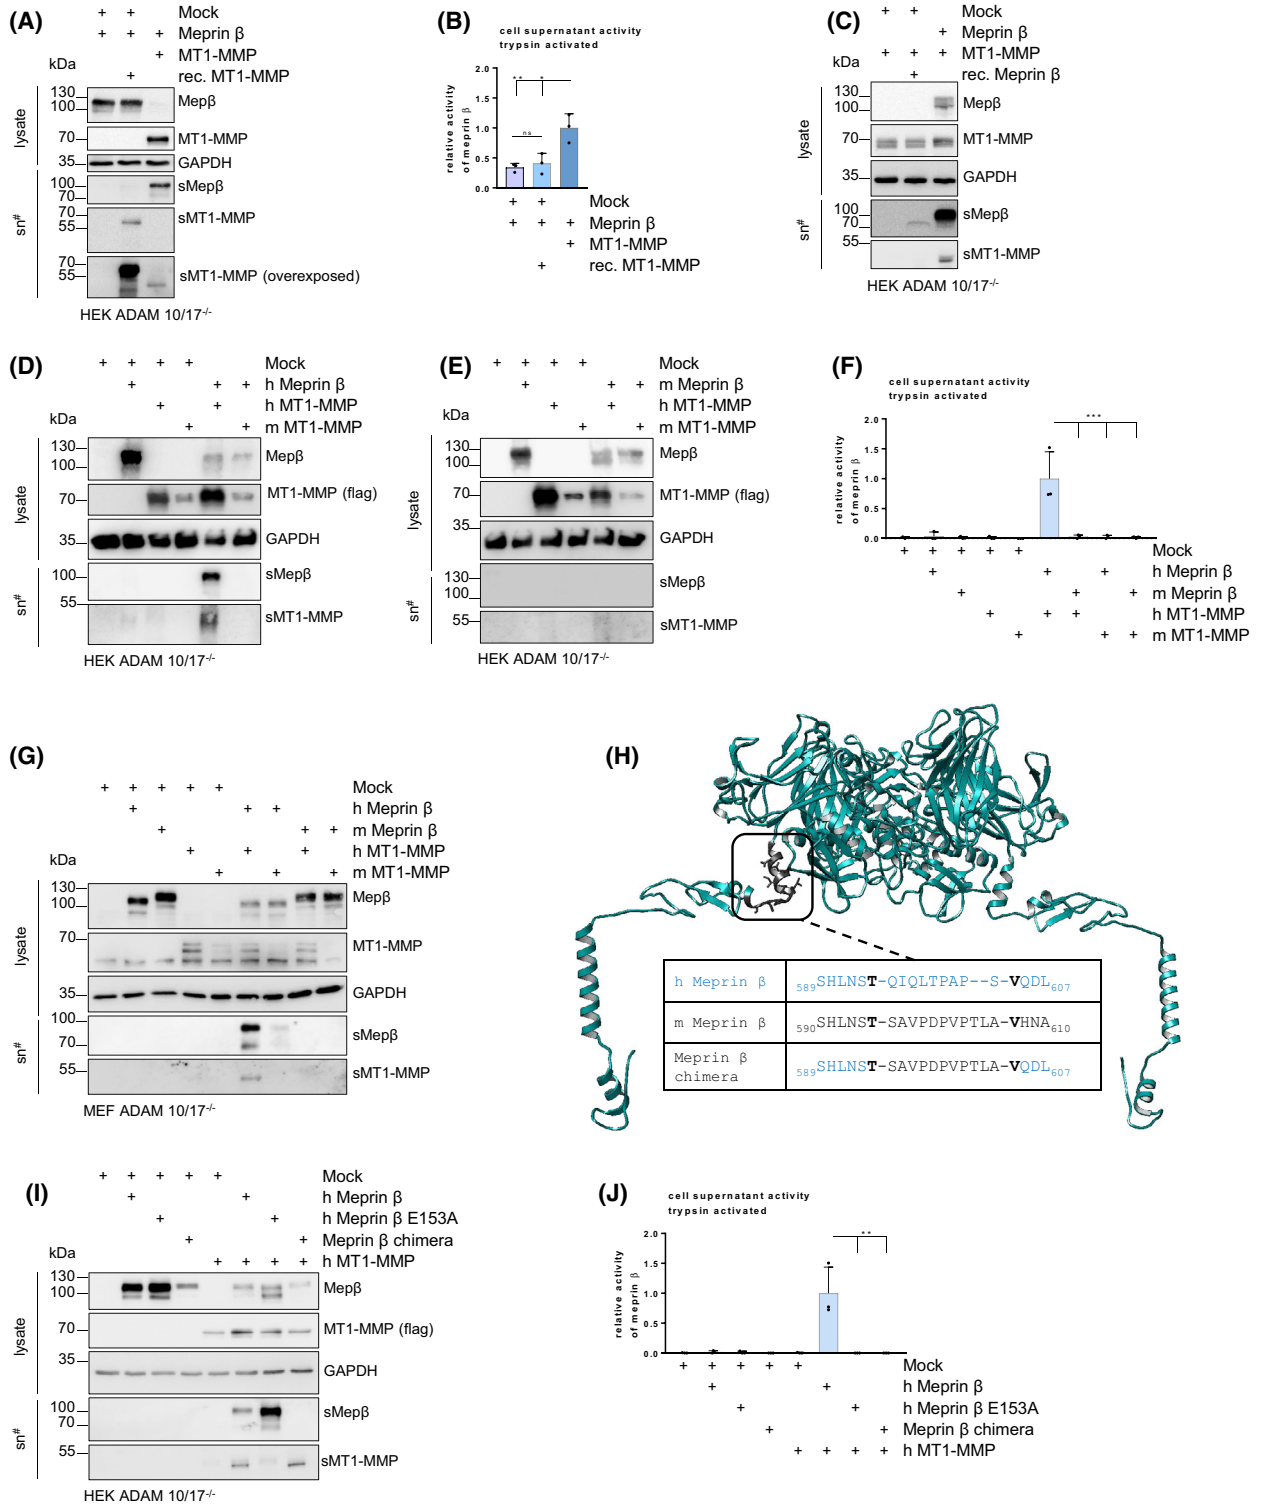 (A)
+ + Mock
+ + + Meprin β
+ MT1-MMP
+ rec. MT1-MMP
kDa
130
100
Mepβ
70
MT1-MMP
35
GAPDH
lysate
100
70
sMepβ
70
55
sMT1-MMP
70
55
sMT1-MMP (overexposed)
sn#
HEK ADAM 10/17-/-
(B)
cell supernatant activity
trypsin activated
relative activity
of meprin β
2.0
1.5
1.0
0.5
0.0
** *
ns
+ + Mock
+ + + Meprin β
+ MT1-MMP
+ rec. MT1-MMP
(C)
+ + Mock
+ Meprin β
+ + + MT1-MMP
+ rec. Meprin β
kDa
130
100
Mepβ
70
MT1-MMP
35
GAPDH
lysate
100
70
sMepβ
55
sMT1-MMP
sn#
HEK ADAM 10/17-/-
(D)
+ + + + Mock
+ + + h Meprin β
+ + h MT1-MMP
+ + m MT1-MMP
kDa
130
100
Mepβ
70
MT1-MMP (flag)
35
GAPDH
lysate
100
sMepβ
55
sMT1-MMP
sn#
HEK ADAM 10/17-/-
(E)
+ + + + Mock
+ + + m Meprin β
+ + h MT1-MMP
+ + m MT1-MMP
kDa
130
100
Mepβ
70
MT1-MMP (flag)
35
GAPDH
lysate
130
100
sMepβ
55
sMT1-MMP
sn#
HEK ADAM 10/17-/-
(F)
cell supernatant activity
trypsin activated
relative activity
of meprin β
2.0
1.5
1.0
0.5
0.0
***
+ + + + + Mock
+ + + h Meprin β
+ + + m Meprin β
+ + + h MT1-MMP
+ + + m MT1-MMP
(G)
+ + + + + Mock
+ + + h Meprin β
+ + + m Meprin β
+ + + h MT1-MMP
+ + + m MT1-MMP
kDa
130
100
Mepβ
70
MT1-MMP
35
GAPDH
lysate
100
70
sMepβ
55
sMT1-MMP
sn#
MEF ADAM 10/17-/-
(H)
h Meprin β 589SHLNST-QIQLTPAP--S-VQDL607
m Meprin β 590SHLNST-SAVPDPVPTLA-VHNA610
Meprin β
chimera
589SHLNST-SAVPDPVPTLA-VQDL607
(I)
+ + + + + Mock
+ + h Meprin β
+ + h Meprin β E153A
+ + Meprin β chimera
+ + + + h MT1-MMP
kDa
130
100
Mepβ
70
MT1-MMP (flag)
35
GAPDH
lysate
100
70
sMepβ
55
sMT1-MMP
sn#
HEK ADAM 10/17-/-
(J)
cell supernatant activity
trypsin activated
relative activity
of meprin β
2.0
1.5
1.0
0.5
0.0
**
+ + + + + Mock
+ + h Meprin β
+ + h Meprin β E153A
+ + Meprin β chimera
+ + + + h MT1-MMP